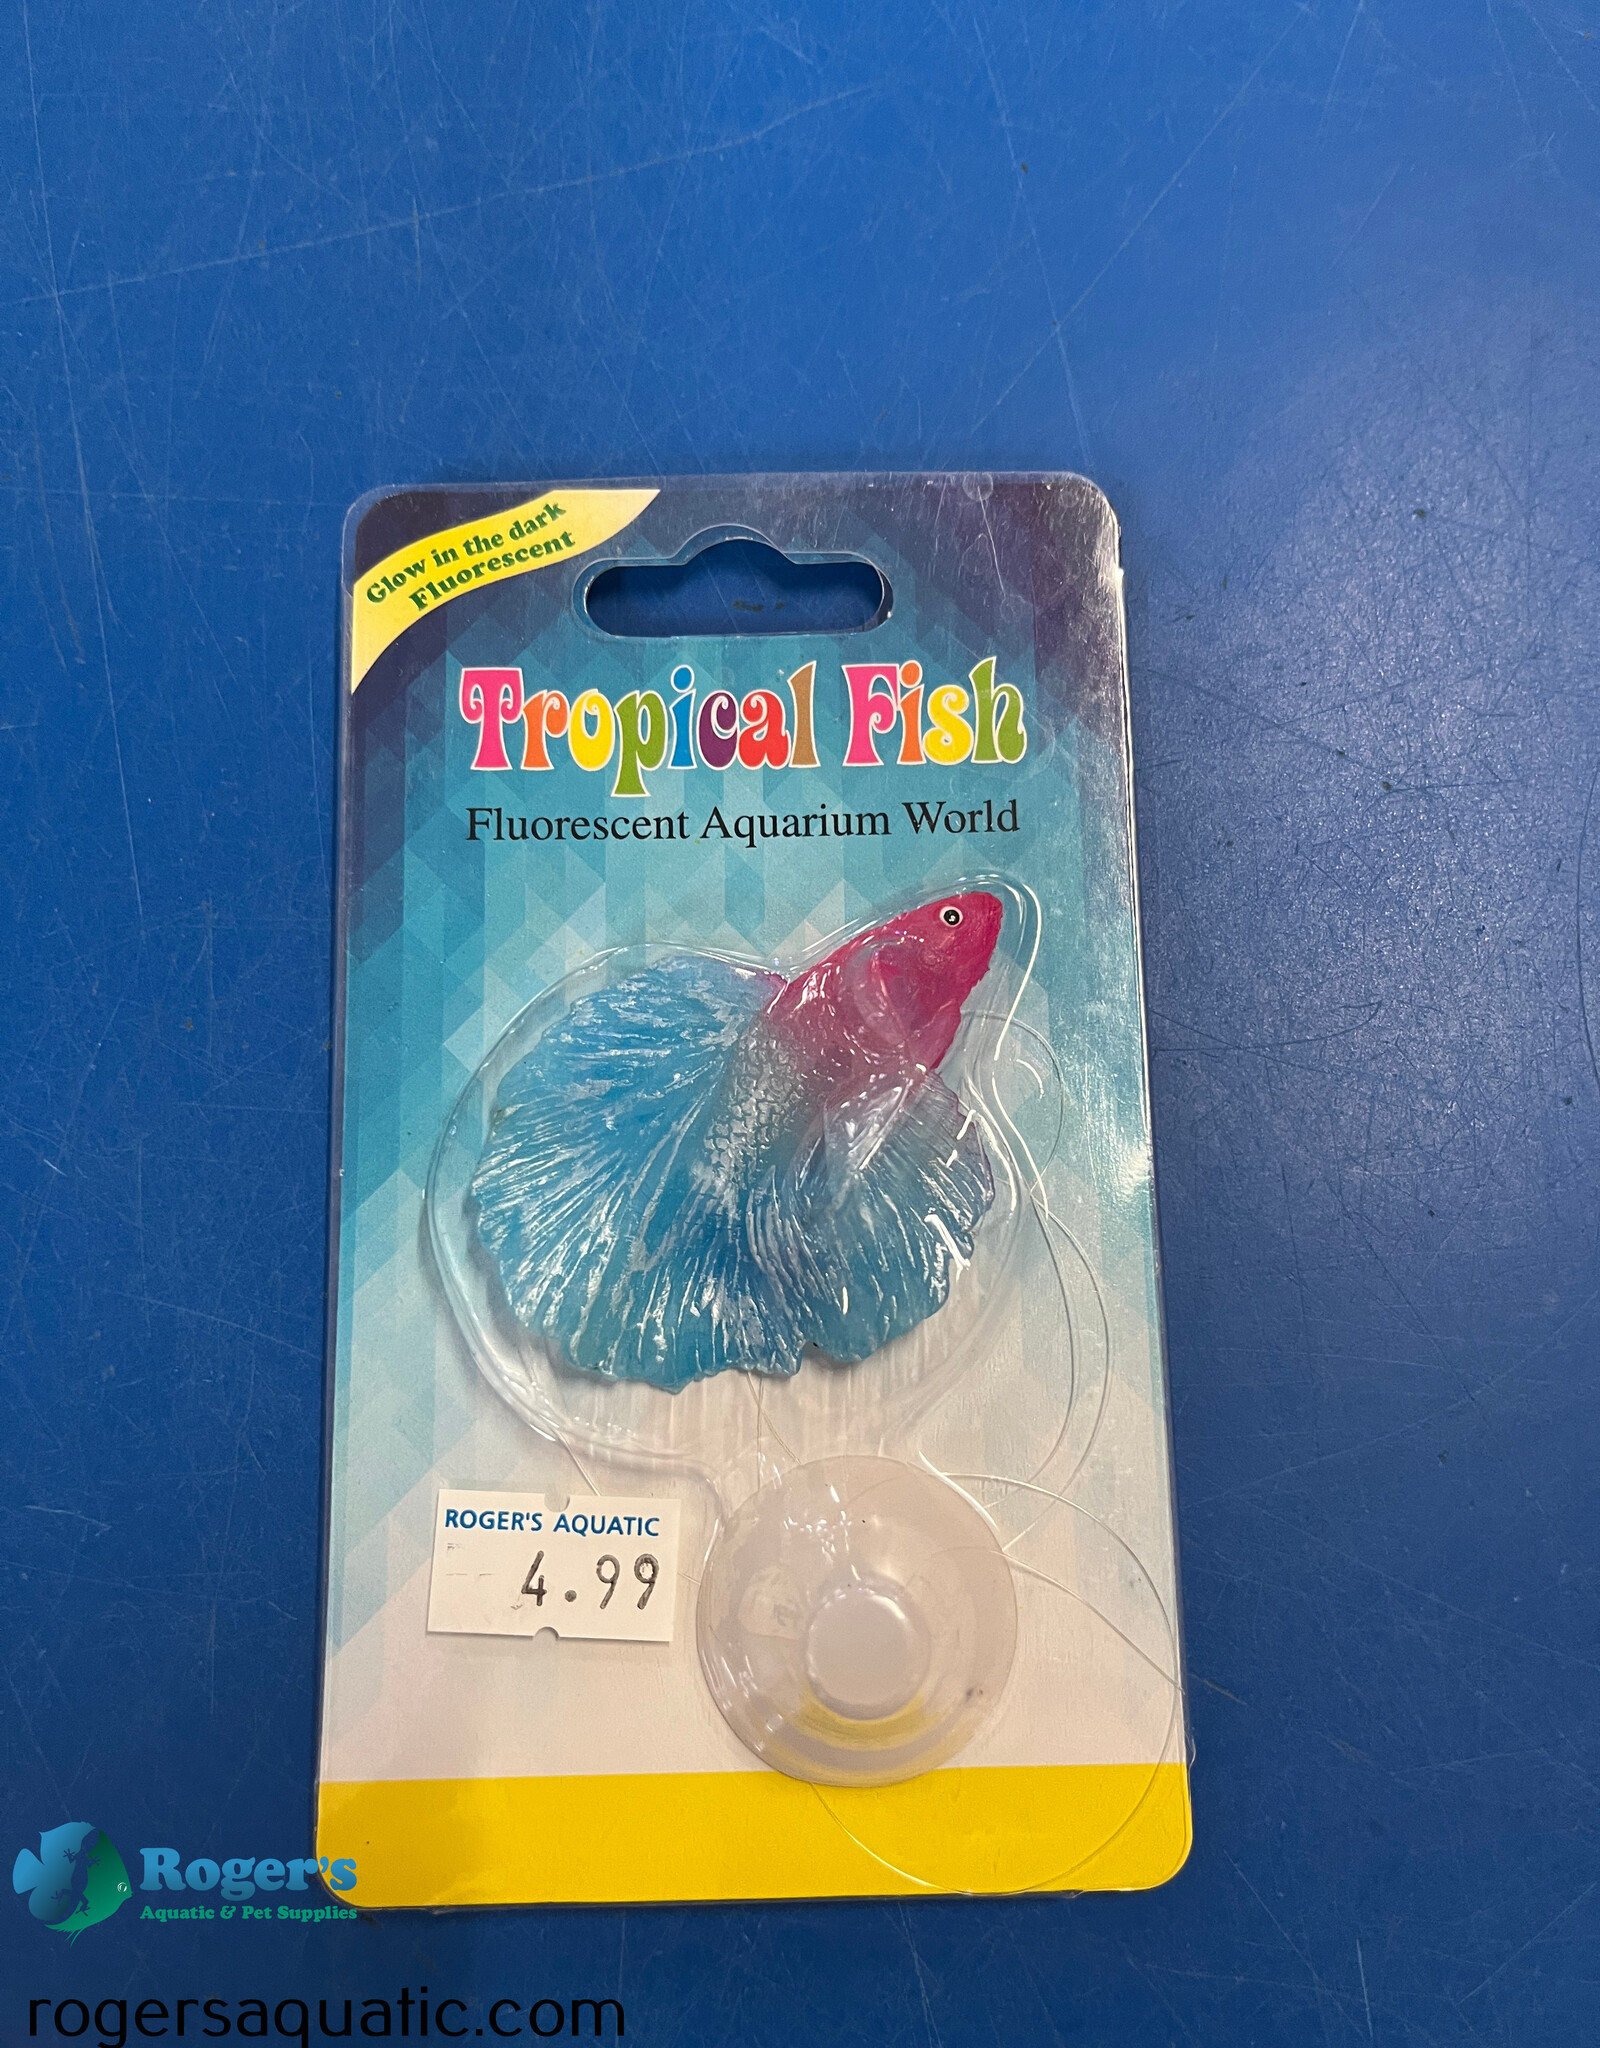 Glow in the dark
Fluorescent
Tropical Fish
Fluorescent Aquarium World
ROGER'S AQUATIC
4.99
Roger's
Aquatic & Pet Supplies
rogersaquatic.com